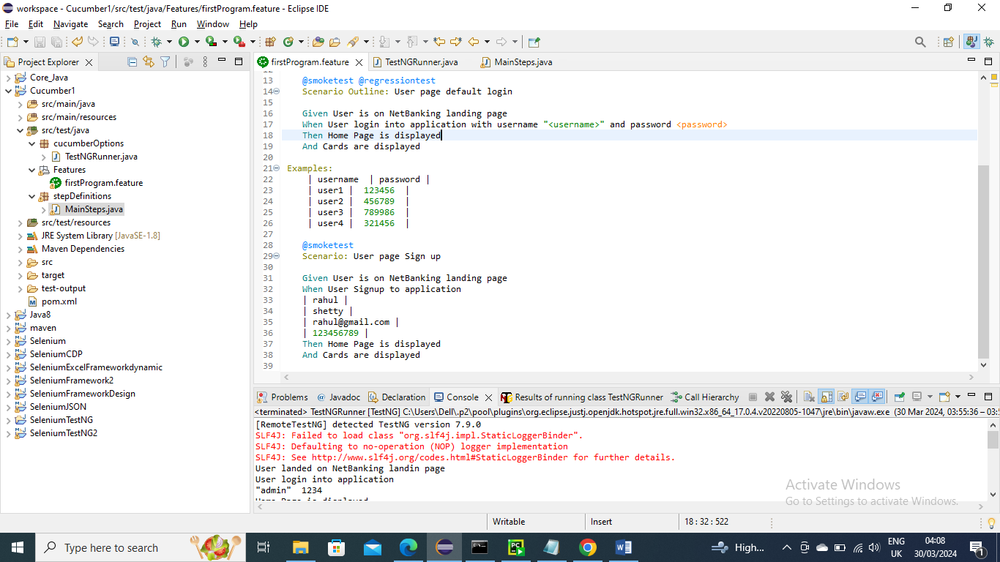 workspace - Cucumber1/src/test/java/Features/firstProgram.feature - Eclipse IDE
File Edit Navigate Search Project Run Window Help
Project Explorer
Core_Java
Cucumber1
src/main/java
src/main/resources
src/test/java
cucumberOptions
TestNGRunner.java
Features
firstProgram.feature
stepDefinitions
MainSteps.java
src/test/resources
JRE System Library [JavaSE-1.8]
Maven Dependencies
src
target
test-output
pom.xml
Java8
maven
Selenium
SeleniumCDP
SeleniumExcelFrameworkdynamic
SeleniumFramework2
SeleniumFrameworkDesign
SeleniumJSON
SeleniumTestNG
SeleniumTestNG2
firstProgram.feature TestNGRunner.java MainSteps.java
13 @smoketest @regressiontest
14 Scenario Outline: User page default login
15
16 Given User is on NetBanking landing page
17 When User login into application with username "<username>" and password <password>
18 Then Home Page is displayed
19 And Cards are displayed
20
21 Examples:
22 | username | password |
23 | user1 | 123456 |
24 | user2 | 456789 |
25 | user3 | 789986 |
26 | user4 | 321456 |
27
28 @smoketest
29 Scenario: User page Sign up
30
31 Given User is on NetBanking landing page
32 When User Signup to application
33 | rahul |
34 | shetty |
35 | rahul@gmail.com |
36 | 123456789 |
37 Then Home Page is displayed
38 And Cards are displayed
39
Problems @ Javadoc Declaration Console Results of running class TestNGRunner Call Hierarchy
<terminated> TestNGRunner [TestNG] C:\Users\Dell\.p2\pool\plugins\org.eclipse.justj.openjdk.hotspot.jre.full.win32.x86_64_17.0.4.v20220805-1047\jre\bin\javaw.exe (30 Mar 2024, 03:55:36 – 03:5
[RemoteTestNG] detected TestNG version 7.9.0
SLF4J: Failed to load class "org.slf4j.impl.StaticLoggerBinder".
SLF4J: Defaulting to no-operation (NOP) logger implementation
SLF4J: See http://www.slf4j.org/codes.html#StaticLoggerBinder for further details.
User landed on NetBanking landin page
User login into application
"admin" 1234
Home Page is displayed
Activate Windows
Go to Settings to activate Windows.
Writable Insert 18 : 32 : 522
Type here to search
High...
ENG
UK
04:08
30/03/2024
1